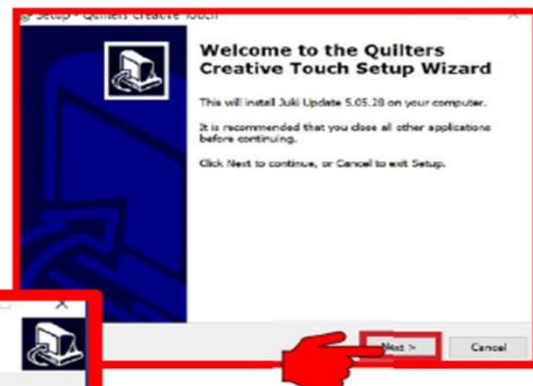 Setup - Quilters Creative Touch
Welcome to the Quilters
Creative Touch Setup Wizard
This will install Juki Update 5.05.28 on your computer.
It is recommended that you close all other applications
before continuing.
Click Next to continue, or Cancel to exit Setup.
Next >
Cancel